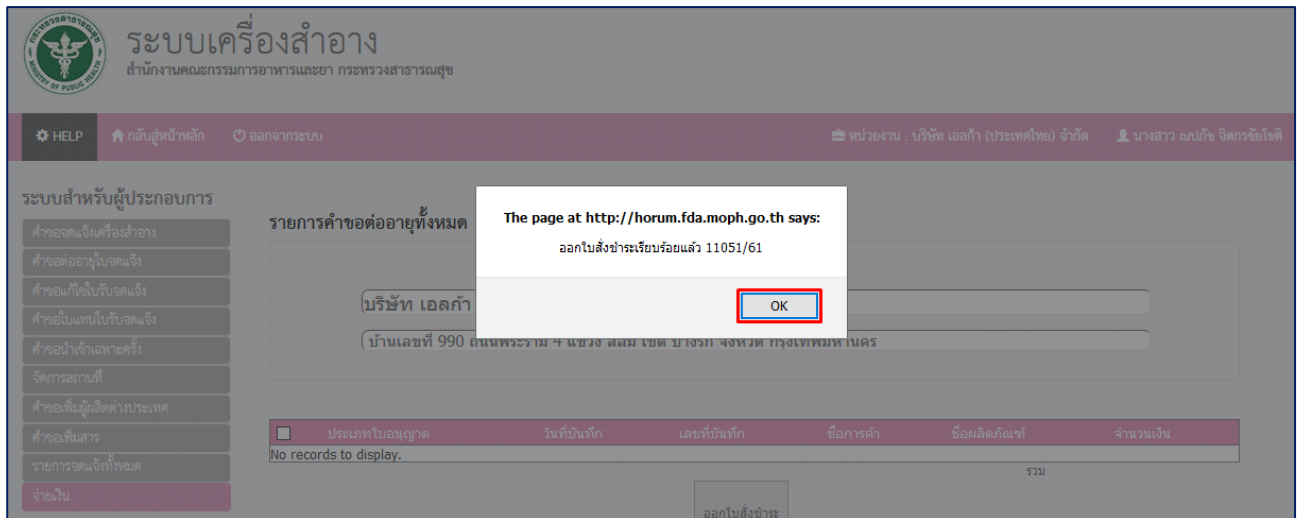 ระบบเครื่องสำอาง
สำนักงานคณะกรรมการอาหารและยา กระทรวงสาธารณสุข
MINISTRY OF PUBLIC HEALTH
HELP กลับสู่หน้าหลัก ออกจากระบบ หน่วยงาน : บริษัท เอลก้า (ประเทศไทย) จำกัด นางสาว ณปภัช จิตกรชัยโชติ
ระบบสำหรับผู้ประกอบการ
รายการคำขอต่ออายุทั้งหมด
The page at http://horum.fda.moph.go.th says:
ออกใบสั่งชำระเรียบร้อยแล้ว 11051/61
OK
คำขอจดแจ้งเครื่องสำอาง
คำขอต่ออายุใบจดแจ้ง
คำขอแก้ไขใบรับจดแจ้ง
คำขอใบแทนใบรับจดแจ้ง
คำขอนำเข้าเฉพาะครั้ง
จัดการสถานที่
คำขอเพิ่มผู้ผลิตต่างประเทศ
คำขอเพิ่มสาร
รายการจดแจ้งทั้งหมด
จ่ายเงิน
บริษัท เอลก้า
บ้านเลขที่ 990 ถนนพระราม 4 แขวง สีลม เขต บางรัก จังหวัด กรุงเทพมหานคร
ประเภทใบอนุญาต วันที่บันทึก เลขที่บันทึก ชื่อการค้า ชื่อผลิตภัณฑ์ จำนวนเงิน
No records to display.
รวม
ออกใบสั่งชำระ